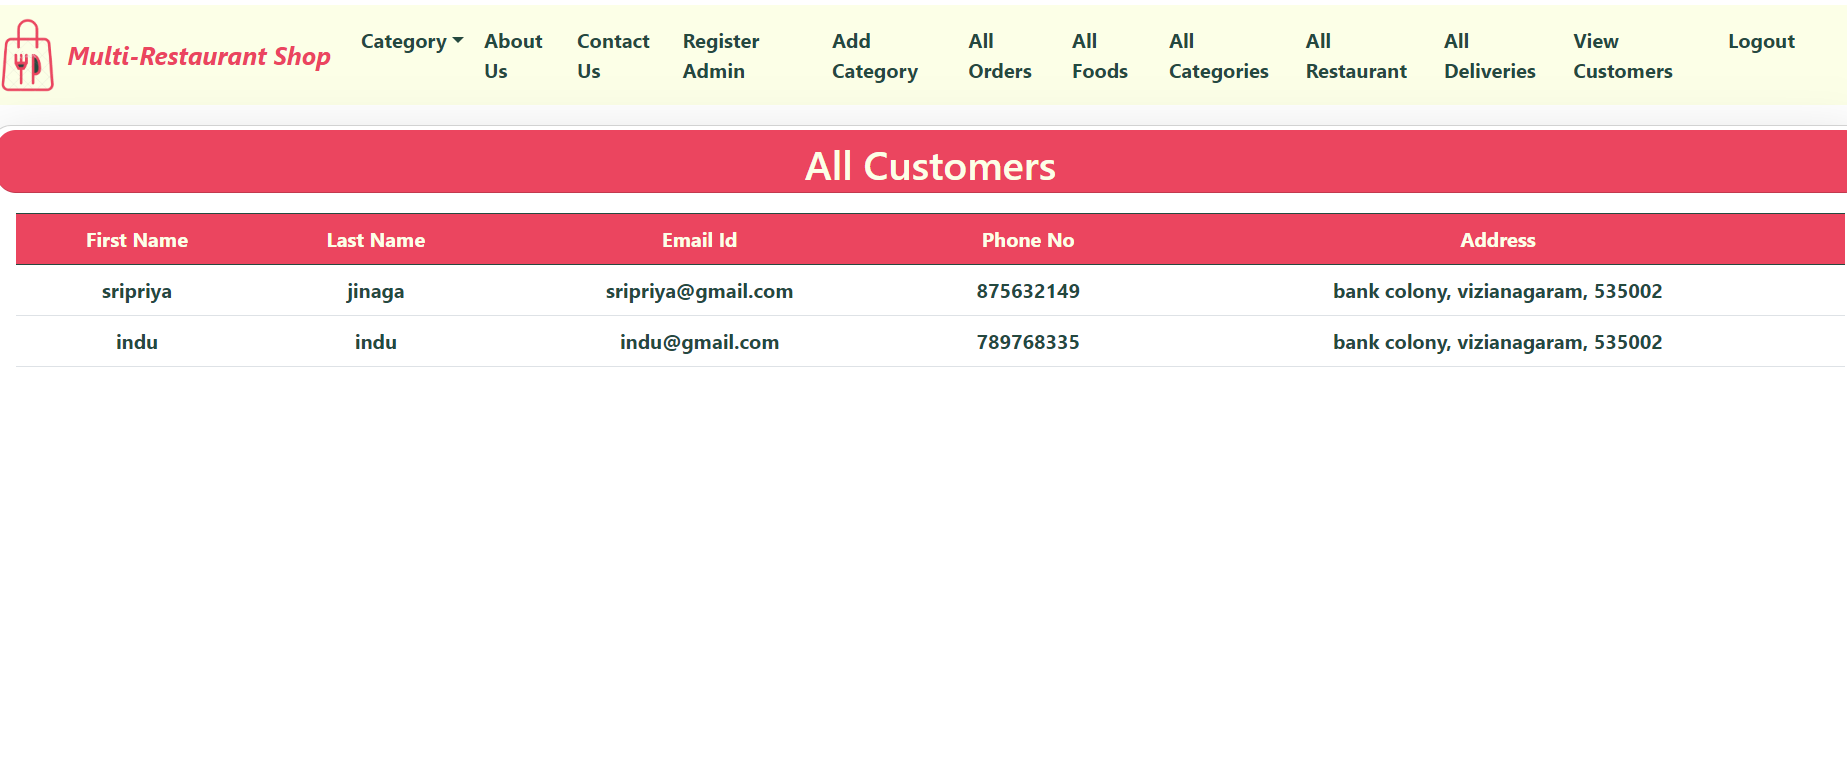 Multi-Restaurant Shop
Category About Us Contact Us Register Admin Add Category All Orders All Foods All Categories All Restaurant All Deliveries View Customers Logout
All Customers
First Name Last Name Email Id Phone No Address
sripriya jinaga sripriya@gmail.com 875632149 bank colony, vizianagaram, 535002
indu indu indu@gmail.com 789768335 bank colony, vizianagaram, 535002